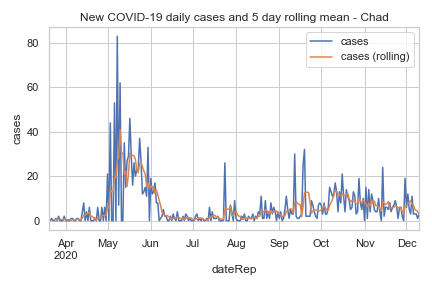 New COVID-19 daily cases and 5 day rolling mean - Chad
cases
cases (rolling)
80
60
40
20
0
cases
Apr May Jun Jul Aug Sep Oct Nov Dec
2020
dateRep